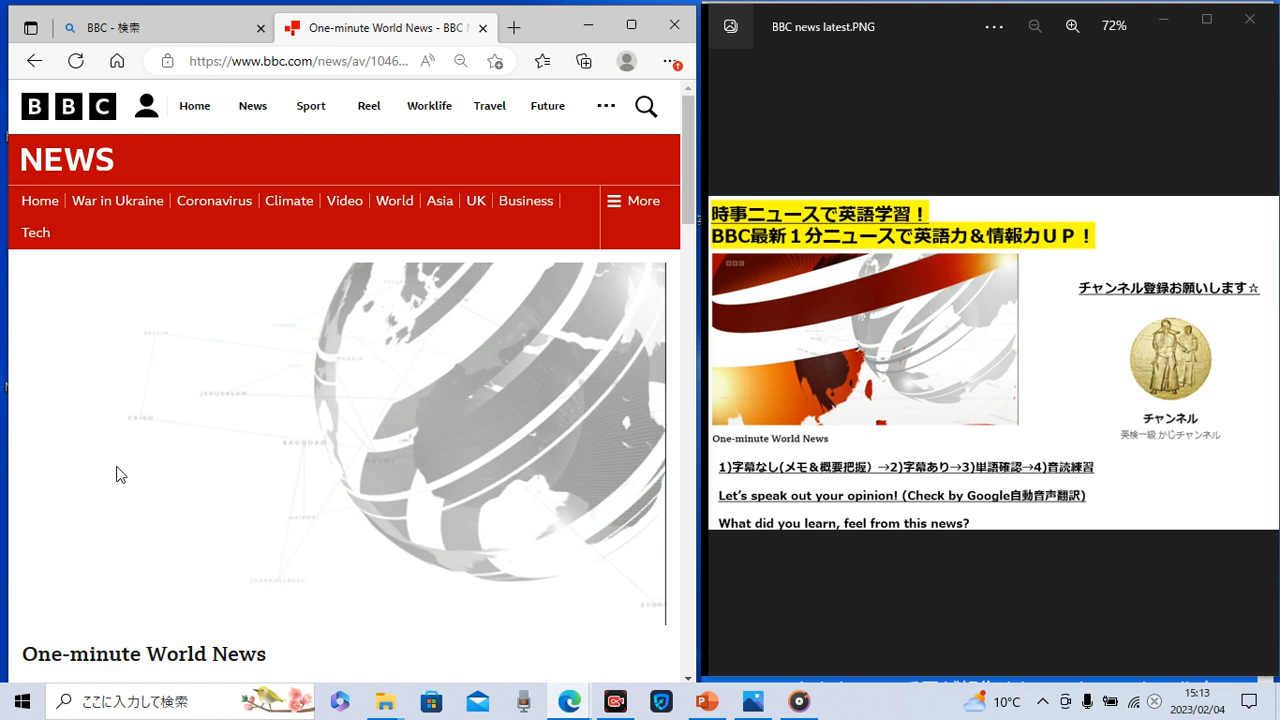 BBC - 検索
One-minute World News - BBC N
https://www.bbc.com/news/av/1046...
BBC
Home
News
Sport
Reel
Worklife
Travel
Future
NEWS
Home
War in Ukraine
Coronavirus
Climate
Video
World
Asia
UK
Business
More
Tech
CAIRO
BAGHDAD
NAIROBI
One-minute World News
BBC news latest.PNG
72%
時事ニュースで英語学習！
BBC最新１分ニュースで英語力＆情報力ＵＰ！
チャンネル登録お願いします☆
BBC
チャンネル
英検一級 かじチャンネル
One-minute World News
1)字幕なし(メモ＆概要把握）→2)字幕あり→3)単語確認→4)音読練習
Let's speak out your opinion! (Check by Google自動音声翻訳)
What did you learn, feel from this news?
ここに入力して検索
10°C
15:13
2023/02/04